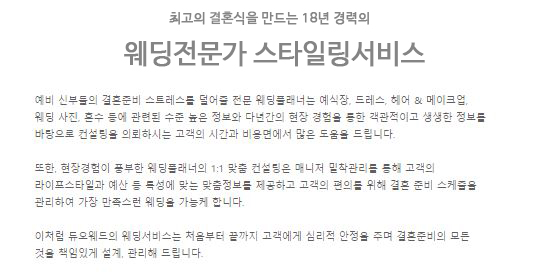 최고의 결혼식을 만드는 18년 경력의
웨딩전문가 스타일링서비스
예비 신부들의 결혼준비 스트레스를 덜어줄 전문 웨딩플래너는 예식장, 드레스, 헤어 & 메이크업,
웨딩 사진, 혼수 등에 관련된 수준 높은 정보와 다년간의 현장 경험을 통한 객관적이고 생생한 정보를
바탕으로 컨설팅을 의뢰하시는 고객의 시간과 비용면에서 많은 도움을 드립니다.
또한, 현장경험이 풍부한 웨딩플래너의 1:1 맞춤 컨설팅은 매니저 밀착관리를 통해 고객의
라이프스타일과 예산 등 특성에 맞는 맞춤정보를 제공하고 고객의 편의를 위해 결혼 준비 스케줄을
관리하여 가장 만족스런 웨딩을 가능케 합니다.
이처럼 듀오웨드의 웨딩서비스는 처음부터 끝까지 고객에게 심리적 안정을 주며 결혼준비의 모든
것을 책임있게 설계, 관리해 드립니다.